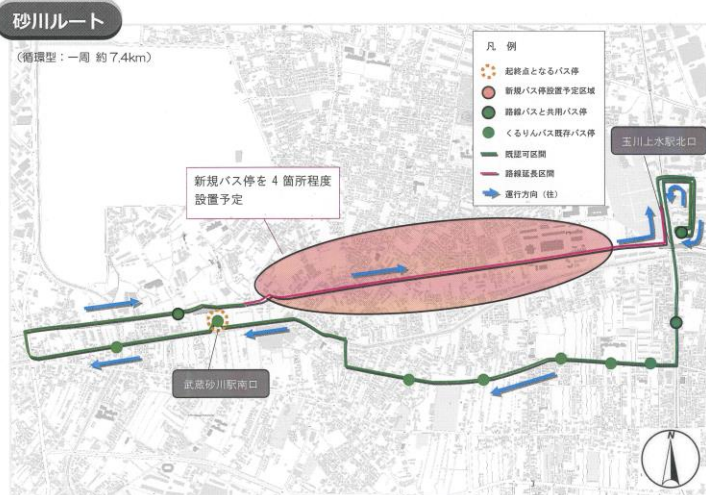 砂川ルート
（循環型：一周 約7.4km）
凡 例
起終点となるバス停
新規バス停設置予定区域
路線バスと共用バス停
くるりんバス既存バス停
既認可区間
路線延長区間
運行方向（往）
玉川上水駅北口
新規バス停を４箇所程度
設置予定
武蔵砂川駅南口
N